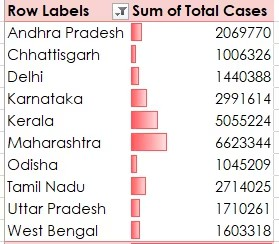 Row Labels Sum of Total Cases
Andhra Pradesh 2069770
Chhattisgarh 1006326
Delhi 1440388
Karnataka 2991614
Kerala 5055224
Maharashtra 6623344
Odisha 1045209
Tamil Nadu 2714025
Uttar Pradesh 1710261
West Bengal 1603318